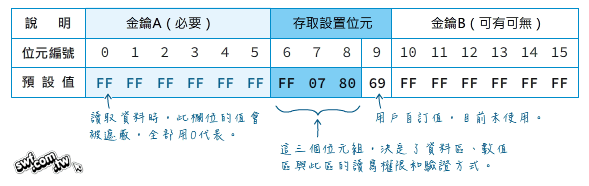 說 明 金鑰A（必要） 存取設置位元 金鑰B（可有可無）
位元編號 0 1 2 3 4 5 6 7 8 9 10 11 12 13 14 15
預 設 值 FF FF FF FF FF FF FF 07 80 69 FF FF FF FF FF FF
讀取資料時，此欄位的值會
被遮蔽，全部用0代表。
用戶自訂值，目前未使用。
這三個位元組，決定了資料區、數值
區與此區的讀寫權限和驗證方式。
swf.com.tw